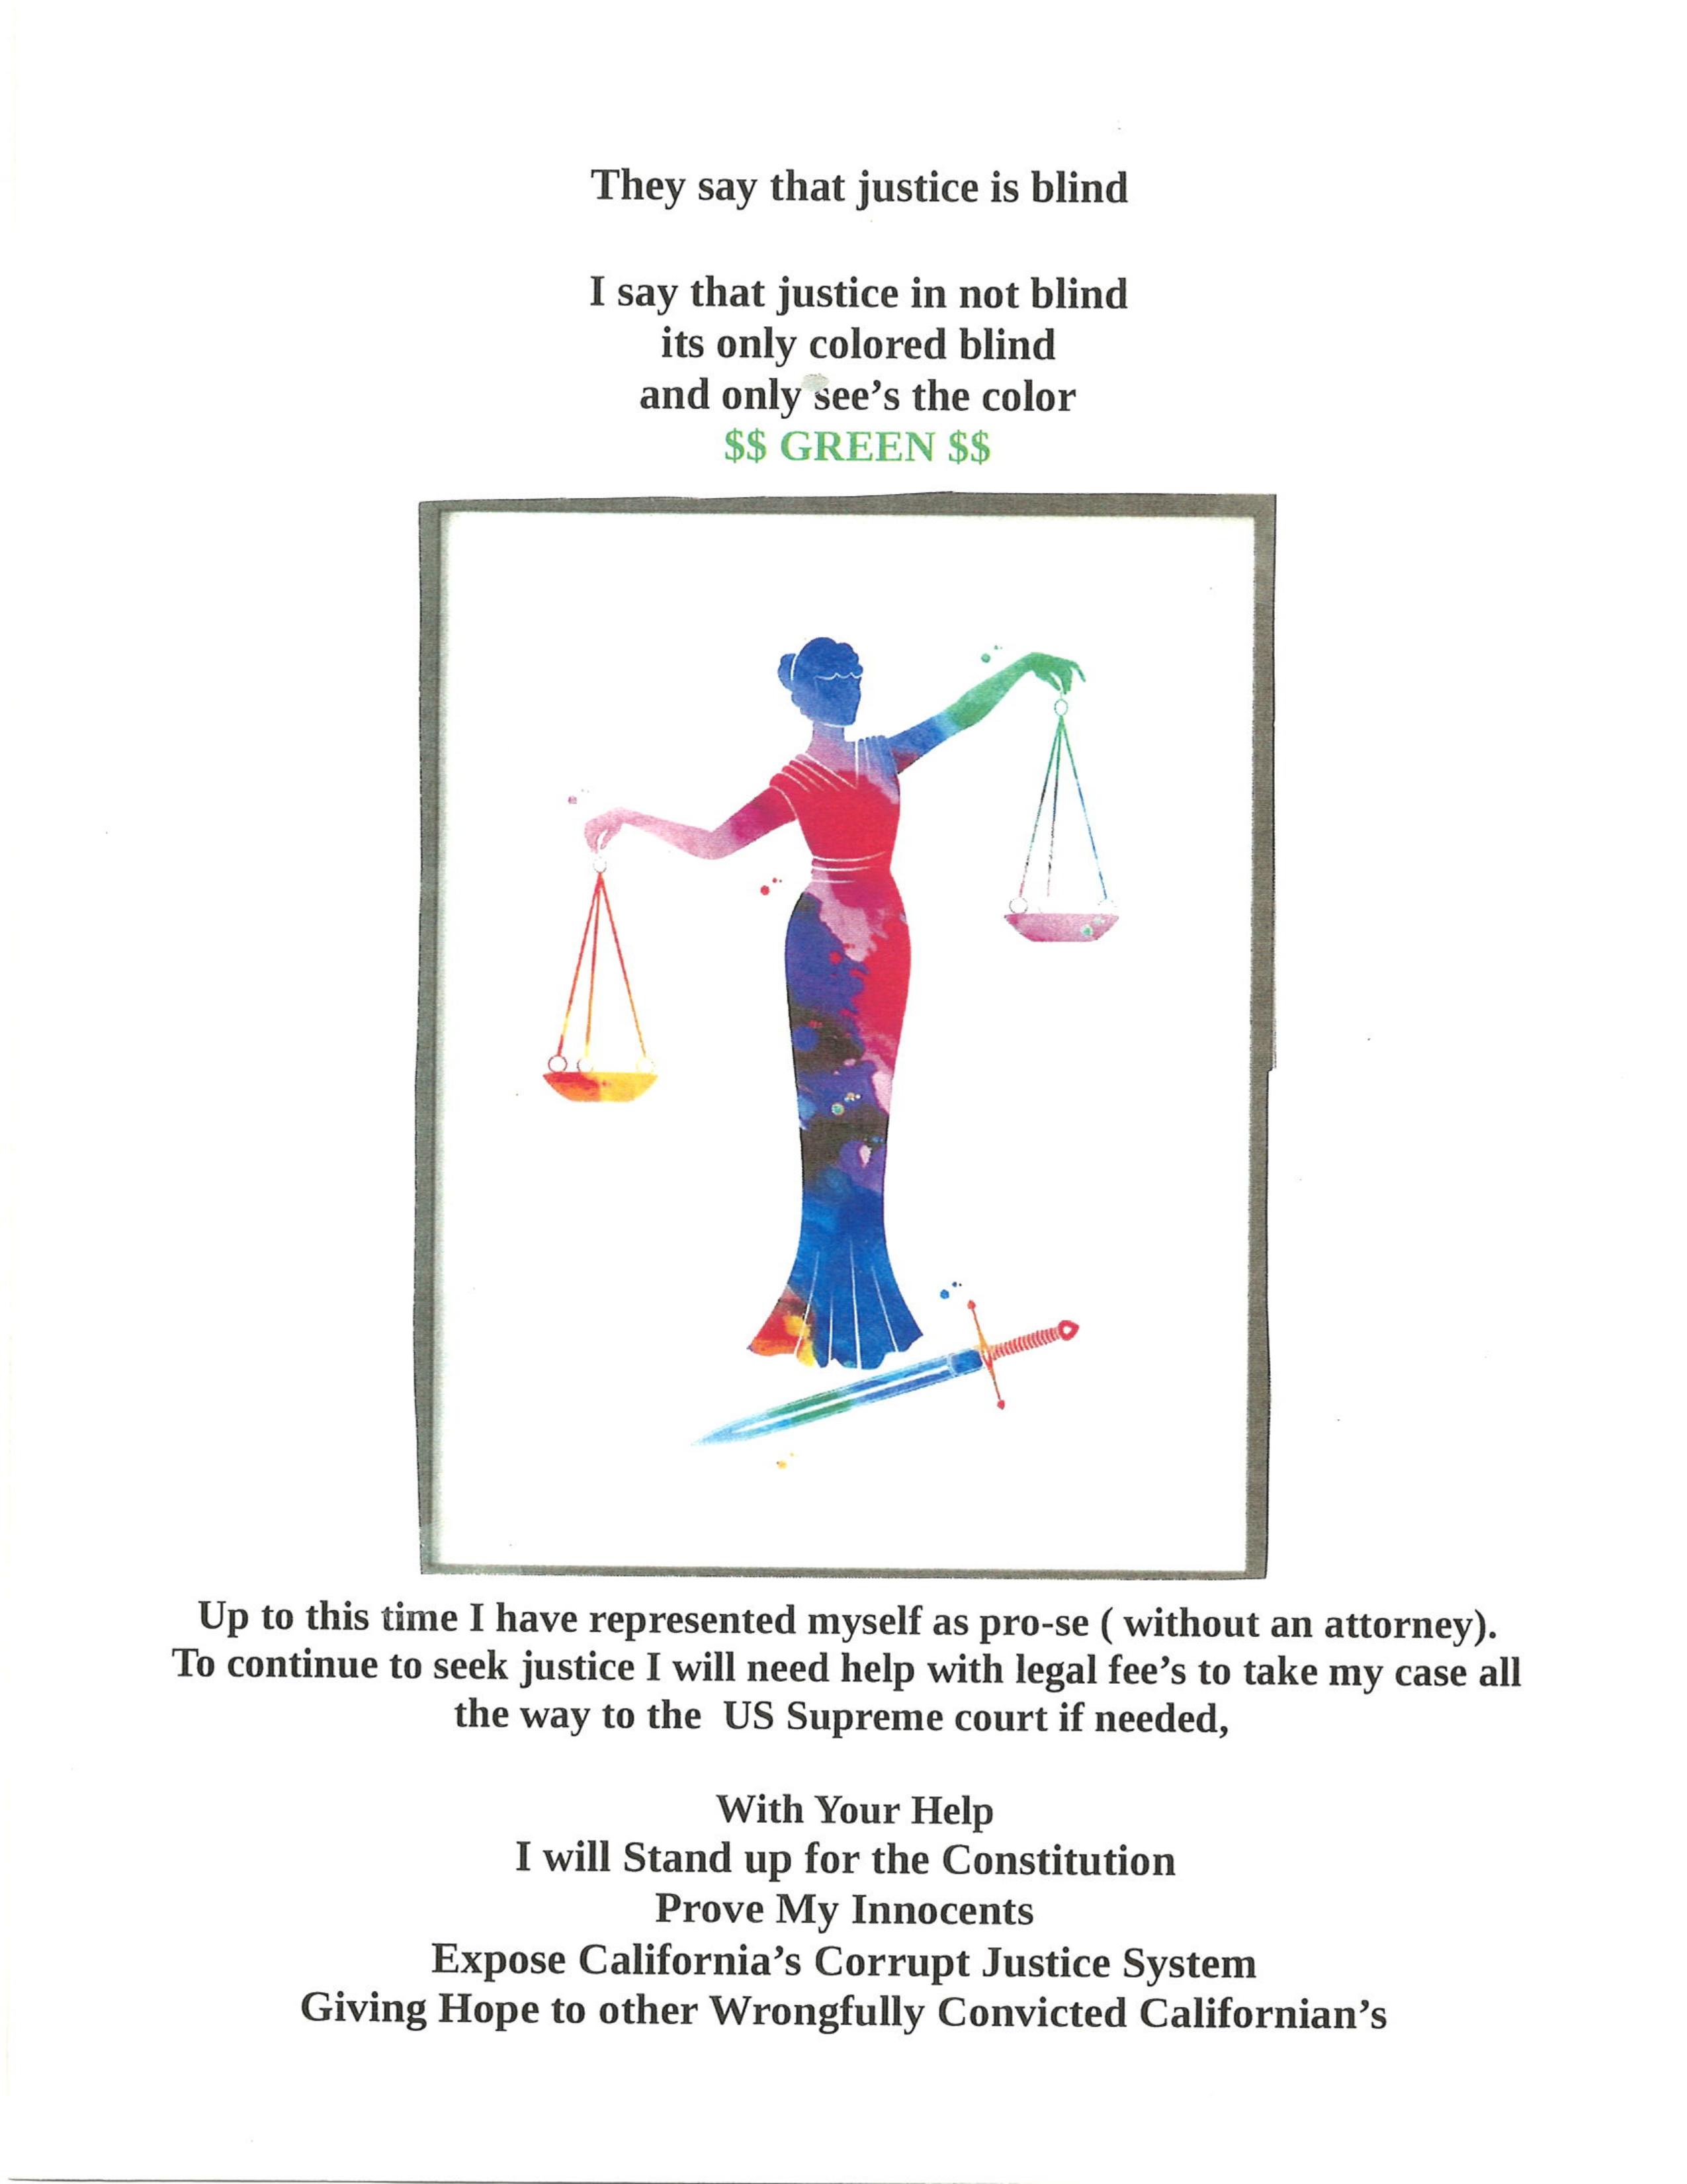 They say that justice is blind
I say that justice in not blind
its only colored blind
and only see’s the color
$$ GREEN $$
Up to this time I have represented myself as pro-se ( without an attorney).
To continue to seek justice I will need help with legal fee’s to take my case all
the way to the US Supreme court if needed,
With Your Help
I will Stand up for the Constitution
Prove My Innocents
Expose California’s Corrupt Justice System
Giving Hope to other Wrongfully Convicted Californian’s